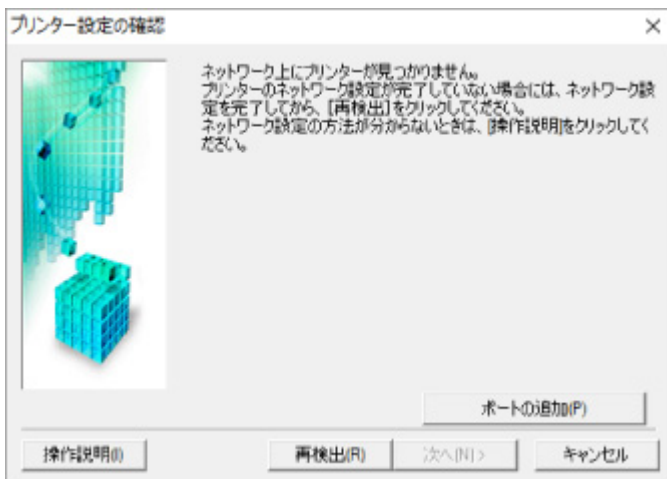 プリンター設定の確認
ネットワーク上にプリンターが見つかりません。
プリンターのネットワーク設定が完了していない場合には、ネットワーク設
定を完了してから、[再検出]をクリックしてください。
ネットワーク設定の方法が分からないときは、[操作説明]をクリックしてく
ださい。
ポートの追加(P)
操作説明(I)
再検出(R)
次へ(N) >
キャンセル